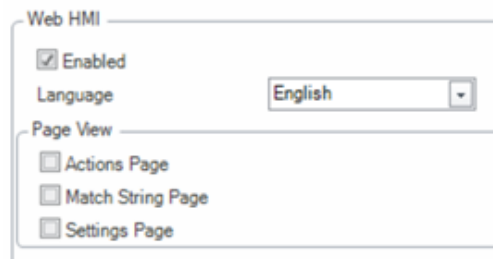 Web HMI
Enabled
Language English
Page View
Actions Page
Match String Page
Settings Page